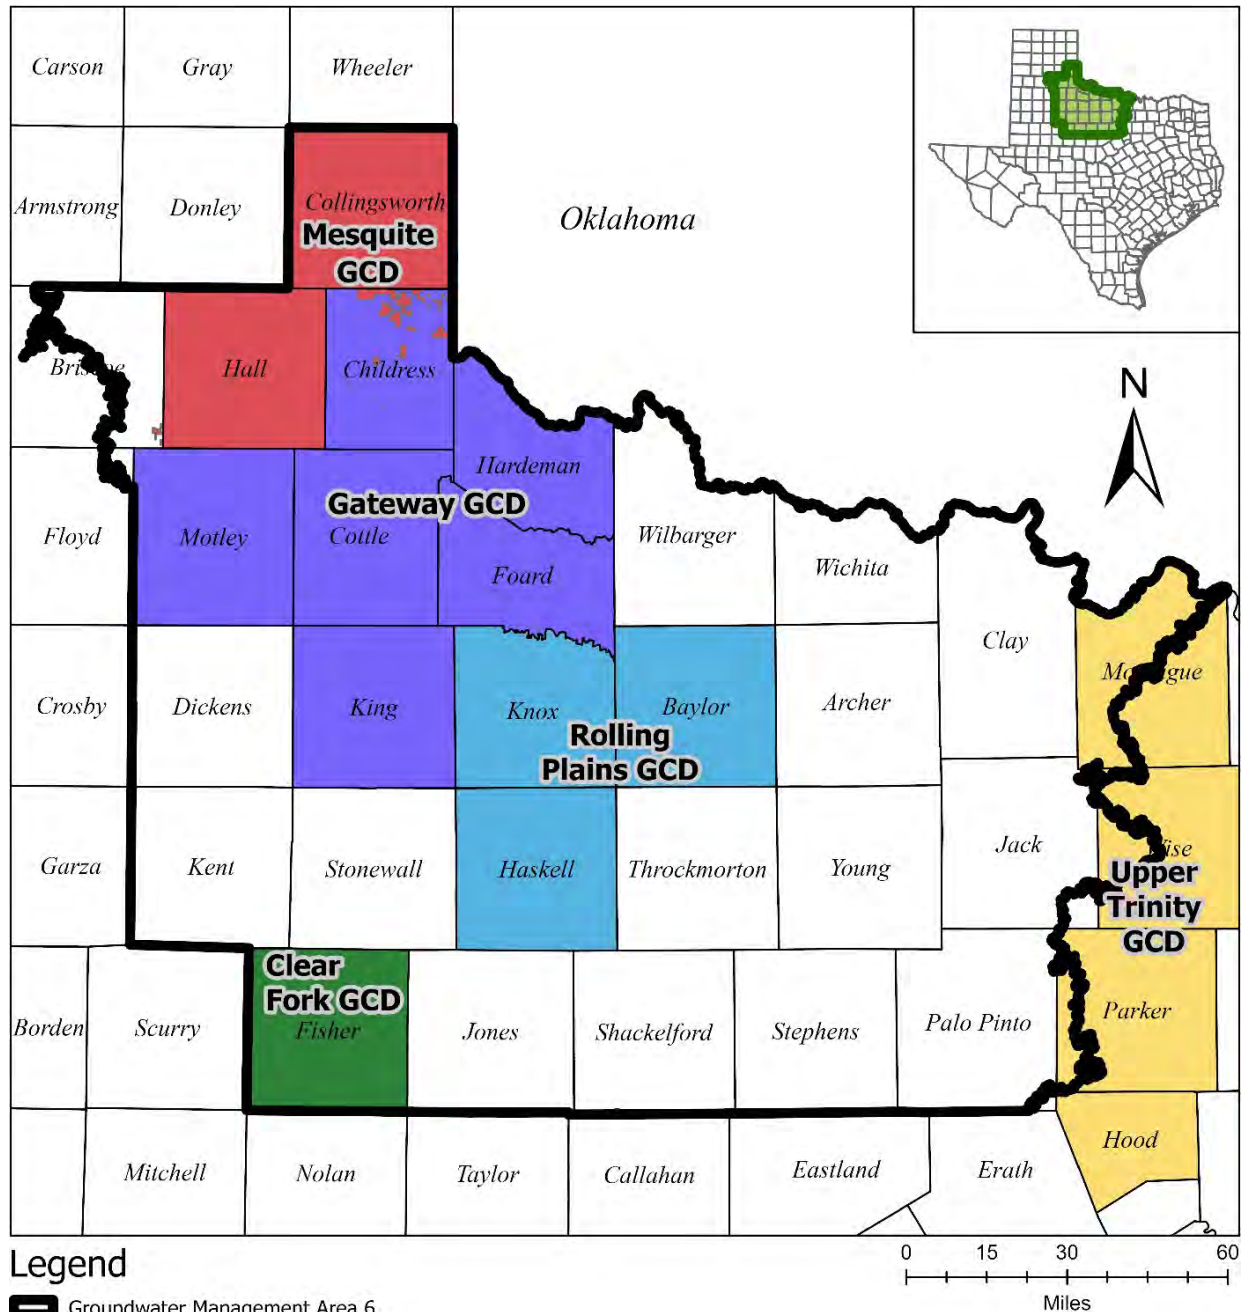 Carson
Gray
Wheeler
Armstrong
Donley
Collingsworth
Mesquite
GCD
Oklahoma
Briscoe
Hall
Childress
N
Hardeman
Gateway GCD
Floyd
Motley
Cottle
Foard
Wilbarger
Wichita
Clay
Montague
Crosby
Dickens
King
Knox
Baylor
Archer
Rolling
Plains GCD
Garza
Kent
Stonewall
Haskell
Throckmorton
Young
Jack
Wise
Upper
Trinity
GCD
Clear
Fork GCD
Borden
Scurry
Fisher
Jones
Shackelford
Stephens
Palo Pinto
Parker
Hood
Mitchell
Nolan
Taylor
Callahan
Eastland
Erath
Legend
Groundwater Management Area 6
0 15 30 60
Miles